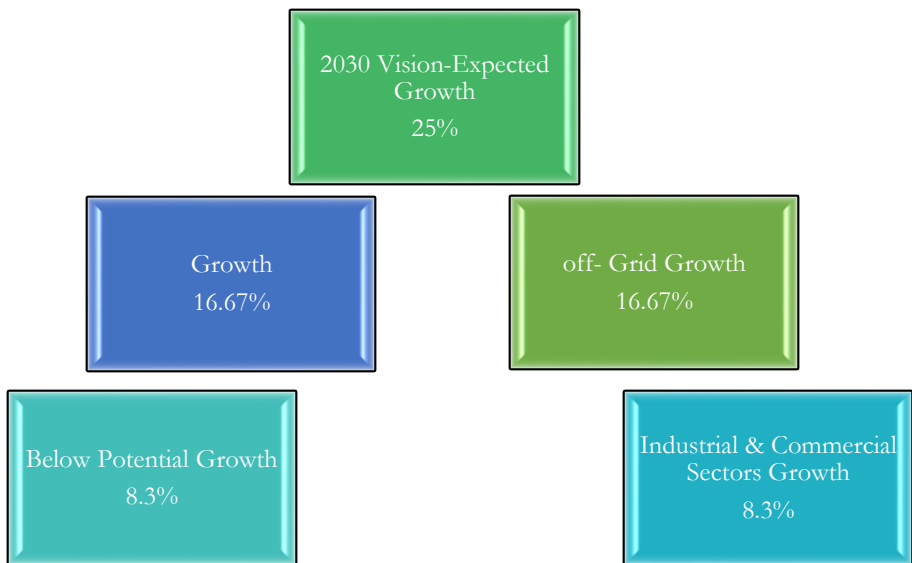 2030 Vision-Expected
Growth
25%
Growth
16.67%
off- Grid Growth
16.67%
Below Potential Growth
8.3%
Industrial & Commercial
Sectors Growth
8.3%